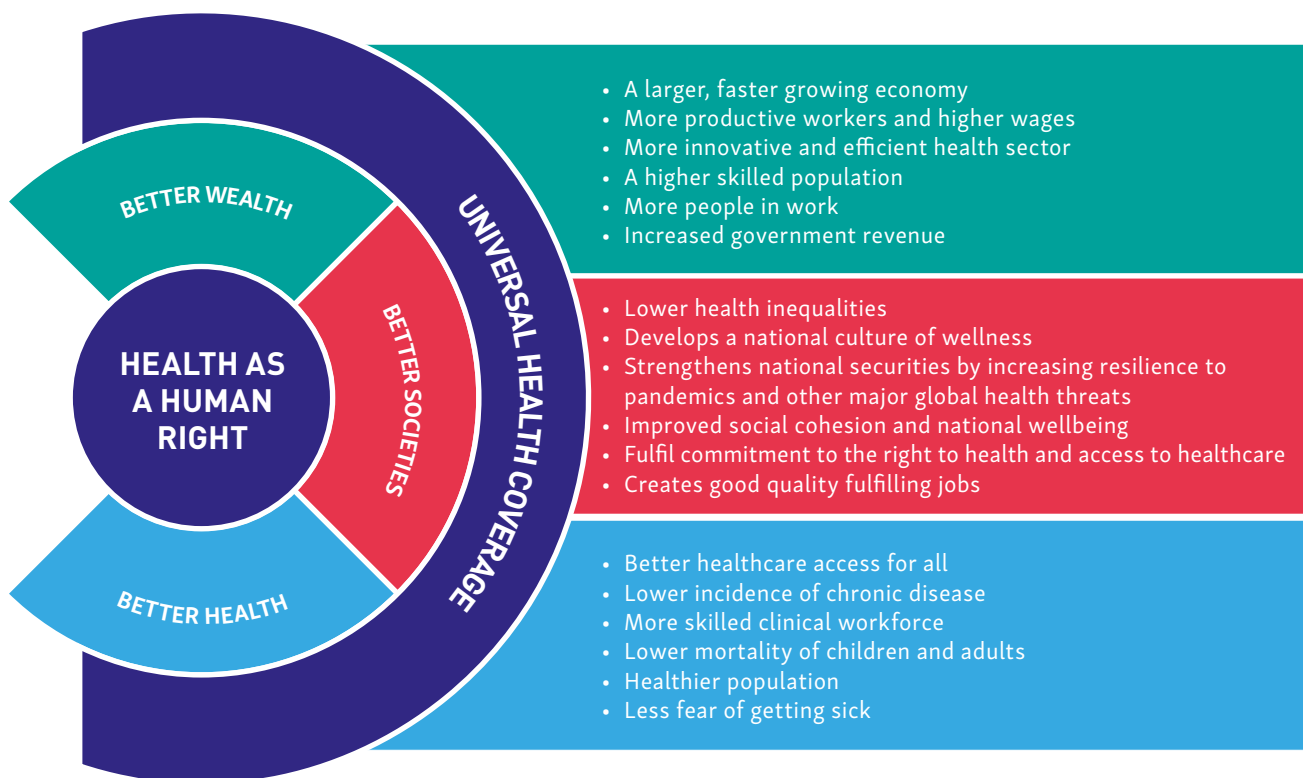 HEALTH AS
A HUMAN
RIGHT
BETTER WEALTH
BETTER SOCIETIES
BETTER HEALTH
UNIVERSAL HEALTH COVERAGE
• A larger, faster growing economy
• More productive workers and higher wages
• More innovative and efficient health sector
• A higher skilled population
• More people in work
• Increased government revenue
• Lower health inequalities
• Develops a national culture of wellness
• Strengthens national securities by increasing resilience to
pandemics and other major global health threats
• Improved social cohesion and national wellbeing
• Fulfil commitment to the right to health and access to healthcare
• Creates good quality fulfilling jobs
• Better healthcare access for all
• Lower incidence of chronic disease
• More skilled clinical workforce
• Lower mortality of children and adults
• Healthier population
• Less fear of getting sick